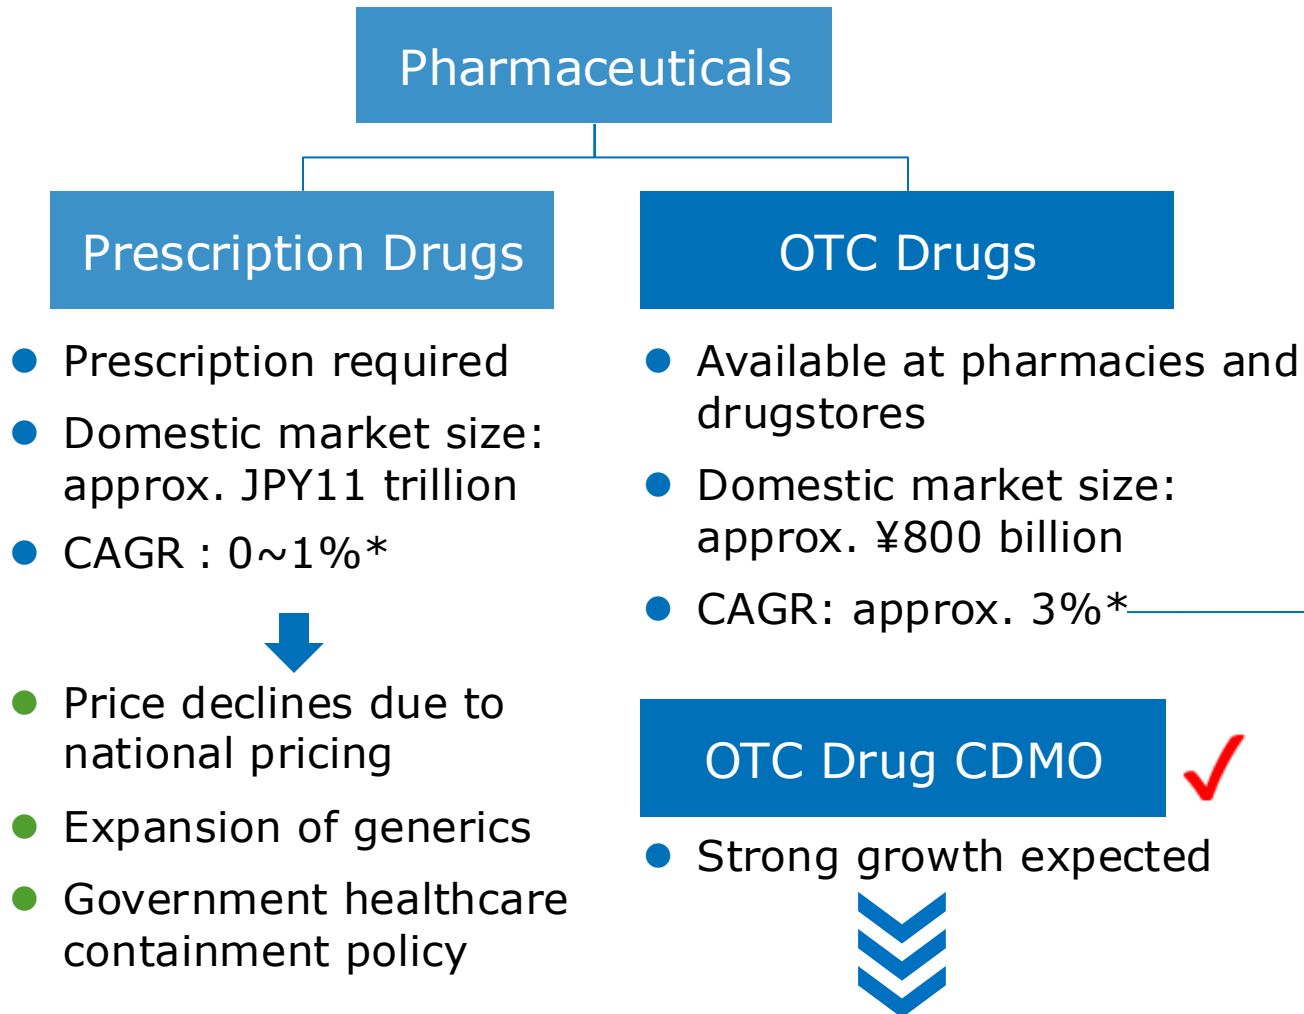 Pharmaceuticals
Prescription Drugs
● Prescription required
● Domestic market size:
approx. JPY11 trillion
● CAGR : 0~1%*
● Price declines due to
national pricing
● Expansion of generics
● Government healthcare
containment policy
OTC Drugs
● Available at pharmacies and
drugstores
● Domestic market size:
approx. ¥800 billion
● CAGR: approx. 3%*
OTC Drug CDMO
● Strong growth expected